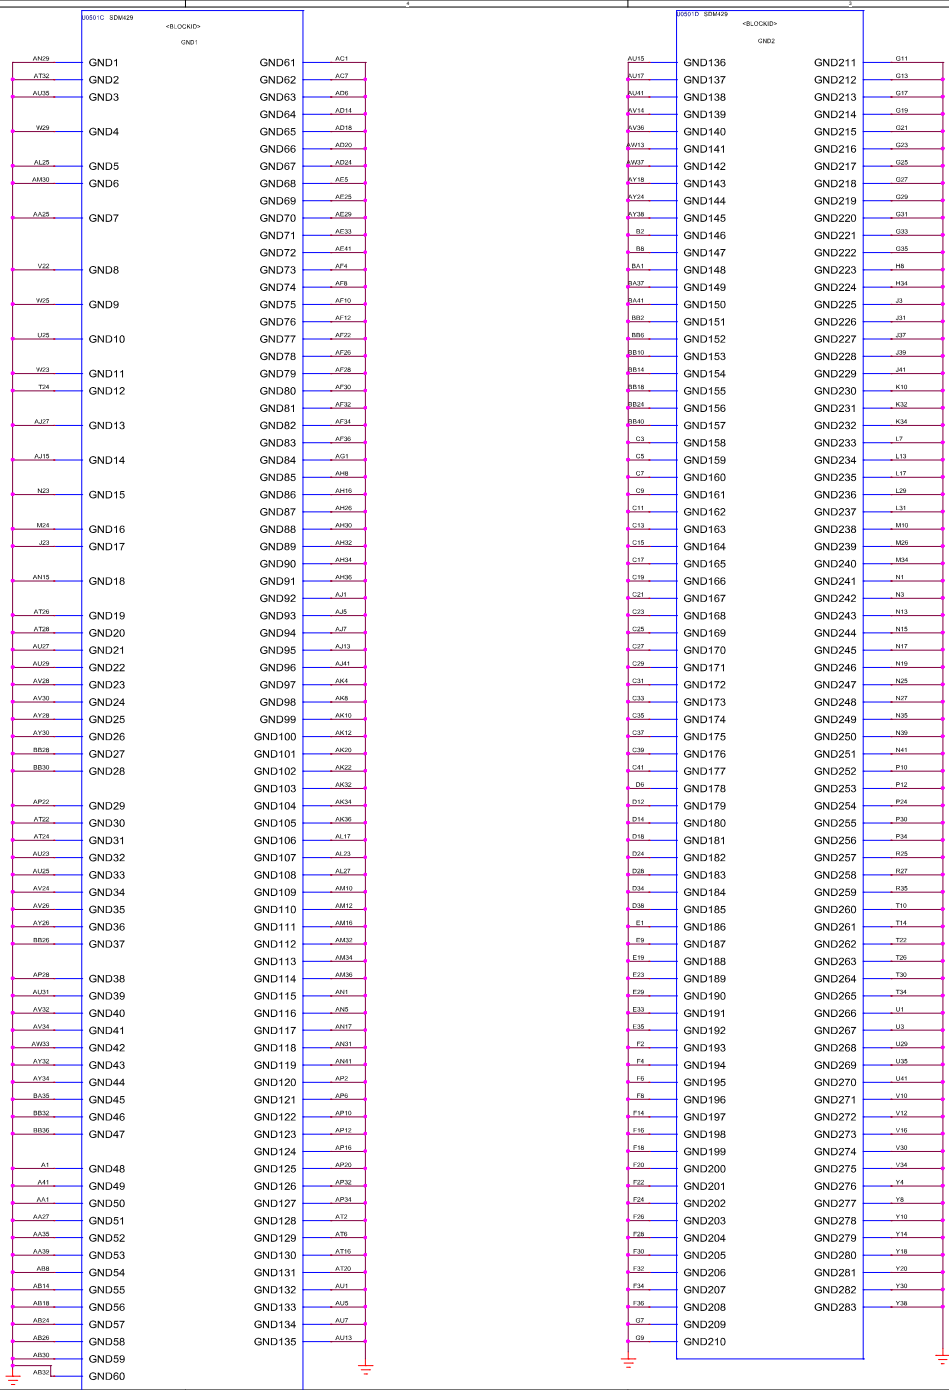 4
3
U0501C SDM429
<BLOCKID>
GND1
AN29 GND1 GND61 AC1
AT32 GND2 GND62 AC7
AU35 GND3 GND63 AD6
GND64 AD14
W29 GND4 GND65 AD18
GND66 AD20
AL25 GND5 GND67 AD24
AM30 GND6 GND68 AE5
GND69 AE25
AA25 GND7 GND70 AE29
GND71 AE33
GND72 AE41
V22 GND8 GND73 AF4
GND74 AF8
W25 GND9 GND75 AF10
GND76 AF12
U25 GND10 GND77 AF22
GND78 AF26
W23 GND11 GND79 AF28
T24 GND12 GND80 AF30
GND81 AF32
AJ27 GND13 GND82 AF34
GND83 AF36
AJ15 GND14 GND84 AG1
GND85 AH8
N23 GND15 GND86 AH16
GND87 AH26
M24 GND16 GND88 AH30
J23 GND17 GND89 AH32
GND90 AH34
AN15 GND18 GND91 AH36
GND92 AJ1
AT26 GND19 GND93 AJ5
AT28 GND20 GND94 AJ7
AU27 GND21 GND95 AJ13
AU29 GND22 GND96 AJ41
AV28 GND23 GND97 AK4
AV30 GND24 GND98 AK8
AY28 GND25 GND99 AK10
AY30 GND26 GND100 AK12
BB28 GND27 GND101 AK20
BB30 GND28 GND102 AK22
GND103 AK32
AP22 GND29 GND104 AK34
AT22 GND30 GND105 AK36
AT24 GND31 GND106 AL17
AU23 GND32 GND107 AL23
AU25 GND33 GND108 AL27
AV24 GND34 GND109 AM10
AV26 GND35 GND110 AM12
AY26 GND36 GND111 AM16
BB26 GND37 GND112 AM32
GND113 AM34
AP28 GND38 GND114 AM36
AU31 GND39 GND115 AN1
AV32 GND40 GND116 AN5
AV34 GND41 GND117 AN17
AW33 GND42 GND118 AN31
AY32 GND43 GND119 AN41
AY34 GND44 GND120 AP2
BA35 GND45 GND121 AP6
BB32 GND46 GND122 AP10
BB36 GND47 GND123 AP12
GND124 AP16
A1 GND48 GND125 AP20
A41 GND49 GND126 AP32
AA1 GND50 GND127 AP34
AA27 GND51 GND128 AT2
AA35 GND52 GND129 AT6
AA39 GND53 GND130 AT16
AB8 GND54 GND131 AT20
AB14 GND55 GND132 AU1
AB18 GND56 GND133 AU5
AB24 GND57 GND134 AU7
AB26 GND58 GND135 AU13
AB30 GND59
AB32 GND60
U0501D SDM429
<BLOCKID>
GND2
AU15 GND136 GND211 G11
AU17 GND137 GND212 G13
AU41 GND138 GND213 G17
AV14 GND139 GND214 G19
AV36 GND140 GND215 G21
AW13 GND141 GND216 G23
AW37 GND142 GND217 G25
AY18 GND143 GND218 G27
AY24 GND144 GND219 G29
AY38 GND145 GND220 G31
B2 GND146 GND221 G33
B8 GND147 GND222 G35
BA1 GND148 GND223 H8
BA37 GND149 GND224 H34
BA41 GND150 GND225 J3
BB2 GND151 GND226 J31
BB6 GND152 GND227 J37
BB10 GND153 GND228 J39
BB14 GND154 GND229 J41
BB18 GND155 GND230 K10
BB24 GND156 GND231 K32
BB40 GND157 GND232 K34
C3 GND158 GND233 L7
C5 GND159 GND234 L13
C7 GND160 GND235 L17
C9 GND161 GND236 L29
C11 GND162 GND237 L31
C13 GND163 GND238 M10
C15 GND164 GND239 M26
C17 GND165 GND240 M34
C19 GND166 GND241 N1
C21 GND167 GND242 N3
C23 GND168 GND243 N13
C25 GND169 GND244 N15
C27 GND170 GND245 N17
C29 GND171 GND246 N19
C31 GND172 GND247 N25
C33 GND173 GND248 N27
C35 GND174 GND249 N35
C37 GND175 GND250 N39
C39 GND176 GND251 N41
C41 GND177 GND252 P10
D6 GND178 GND253 P12
D12 GND179 GND254 P24
D14 GND180 GND255 P30
D18 GND181 GND256 P34
D24 GND182 GND257 R25
D28 GND183 GND258 R27
D34 GND184 GND259 R35
D38 GND185 GND260 T10
E1 GND186 GND261 T14
E9 GND187 GND262 T22
E19 GND188 GND263 T26
E23 GND189 GND264 T30
E29 GND190 GND265 T34
E33 GND191 GND266 U1
E35 GND192 GND267 U3
F2 GND193 GND268 U29
F4 GND194 GND269 U35
F6 GND195 GND270 U41
F8 GND196 GND271 V10
F14 GND197 GND272 V12
F16 GND198 GND273 V16
F18 GND199 GND274 V30
F20 GND200 GND275 V34
F22 GND201 GND276 Y4
F24 GND202 GND277 Y8
F26 GND203 GND278 Y10
F28 GND204 GND279 Y14
F30 GND205 GND280 Y18
F32 GND206 GND281 Y20
F34 GND207 GND282 Y30
F36 GND208 GND283 Y38
G7 GND209
G9 GND210